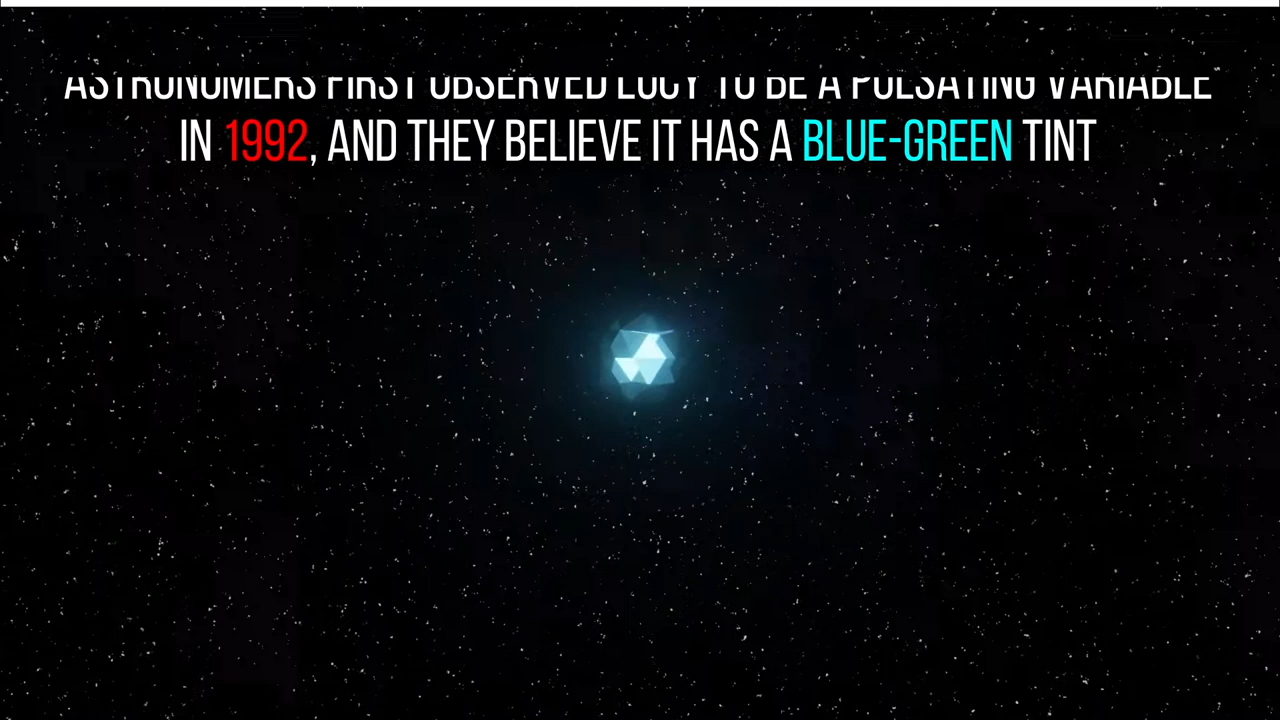 ASTRONOMERS FIRST OBSERVED LUCY TO BE A PULSATING VARIABLE
IN 1992, AND THEY BELIEVE IT HAS A BLUE-GREEN TINT